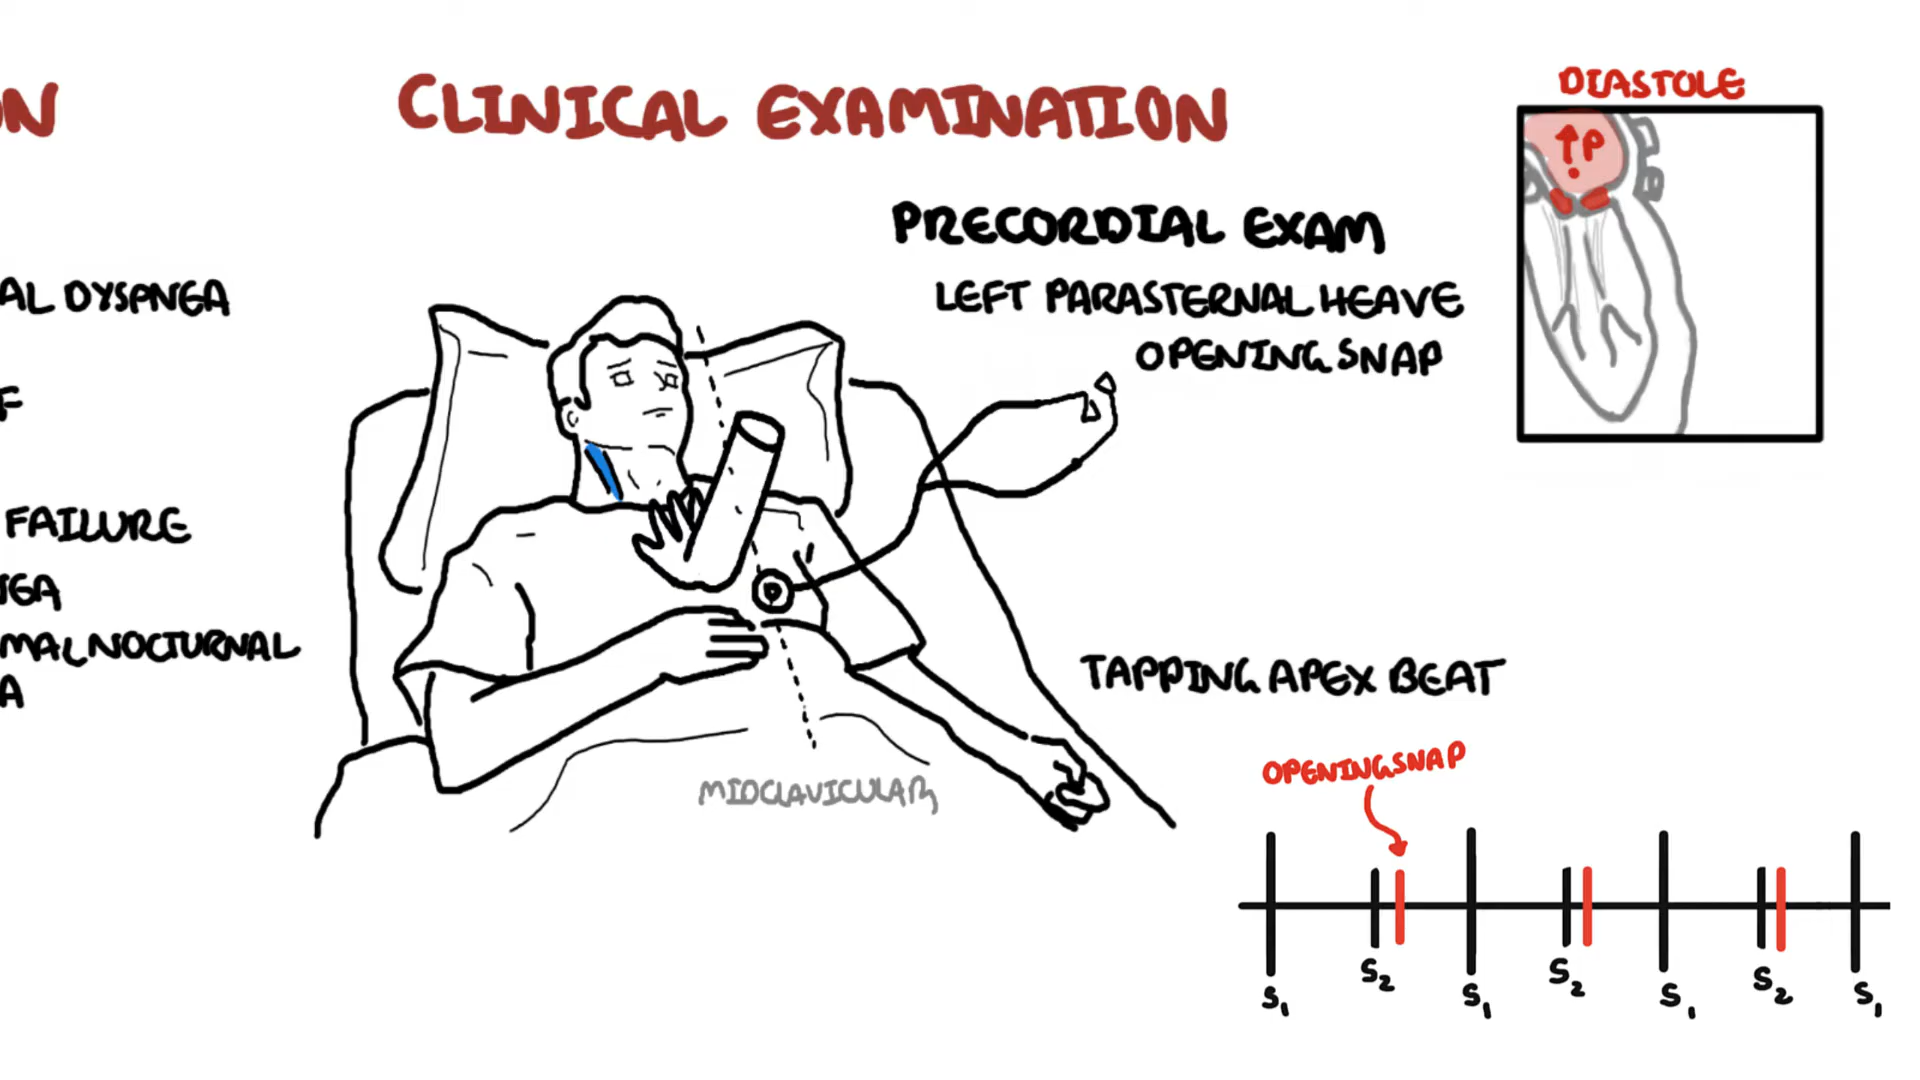 ON
CLINICAL EXAMINATION
DIASTOLE
↑P
PRECORDIAL EXAM
AL DYSPNEA
LEFT PARASTERNAL HEAVE
OPENING SNAP
F
FAILURE
MAL NOCTURNAL
A
TAPPING APEX BEAT
MIDCLAVICULAR
OPENING SNAP
S2 S2 S2
S1 S1 S1 S1